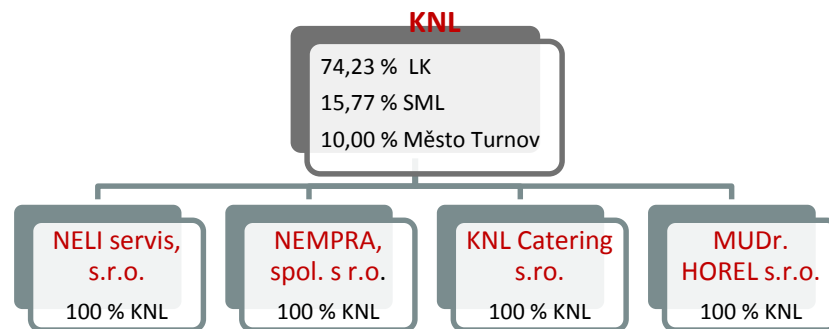 KNL
74,23 % LK
15,77 % SML
10,00 % Město Turnov
NELI servis,
s.r.o.
100 % KNL
NEMPRA,
spol. s r.o.
100 % KNL
KNL Catering
s.ro.
100 % KNL
MUDr.
HOREL s.r.o.
100 % KNL